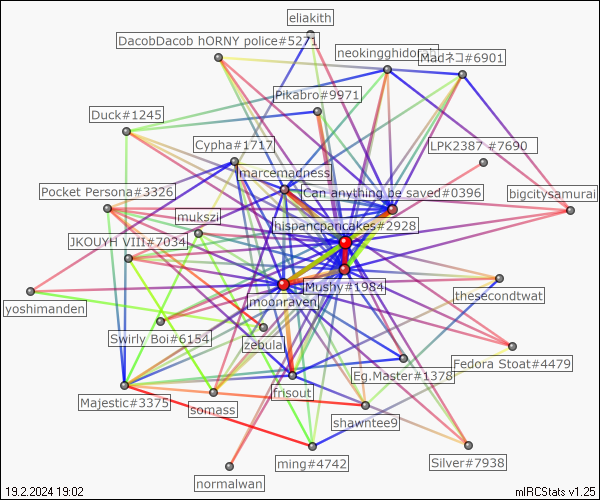 eliakith
DacobDacob hORNY police#5271
neokingghidorah
Madネコ#6901
Pikabro#9971
Duck#1245
Cypha#1717
LPK2387 #7690
marcemadness
Pocket Persona#3326
Can anything be saved#0396
bigcitysamurai
mukszi
hispancpancakes#2928
JKOUYH VIII#7034
Mushy#1984
moonraven
thesecondtwat
yoshimanden
Swirly Boi#6154
zebula
Fedora Stoat#4479
Eg.Master#1378
frisout
Majestic#3375
somass
shawntee9
ming#4742
Silver#7938
normalwan
19.2.2024 19:02
mIRCStats v1.25